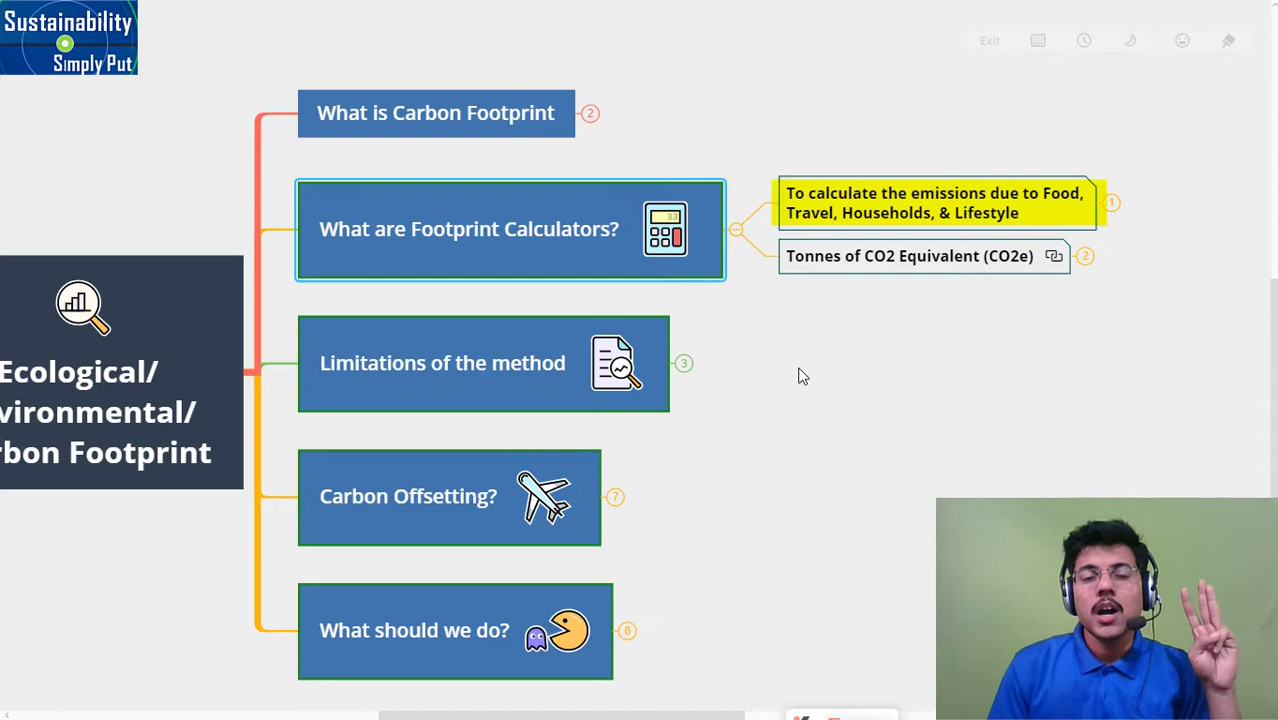 Sustainability
Simply Put
Exit
What is Carbon Footprint
2
To calculate the emissions due to Food,
Travel, Households, & Lifestyle
1
What are Footprint Calculators?
Tonnes of CO2 Equivalent (CO2e)
2
Limitations of the method
3
Ecological/
vironmental/
rbon Footprint
Carbon Offsetting?
7
What should we do?
6